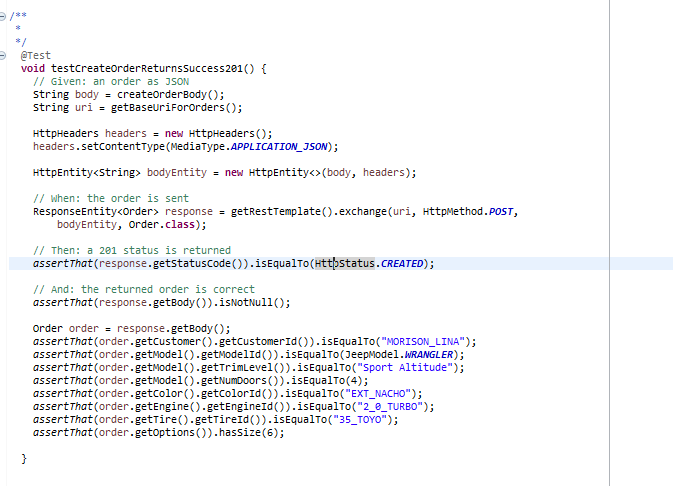 /**
*
*/
@Test
void testCreateOrderReturnsSuccess201() {
// Given: an order as JSON
String body = createOrderBody();
String uri = getBaseUriForOrders();
HttpHeaders headers = new HttpHeaders();
headers.setContentType(MediaType.APPLICATION_JSON);
HttpEntity<String> bodyEntity = new HttpEntity<>(body, headers);
// When: the order is sent
ResponseEntity<Order> response = getRestTemplate().exchange(uri, HttpMethod.POST,
bodyEntity, Order.class);
// Then: a 201 status is returned
assertThat(response.getStatusCode()).isEqualTo(HttpStatus.CREATED);
// And: the returned order is correct
assertThat(response.getBody()).isNotNull();
Order order = response.getBody();
assertThat(order.getCustomer().getCustomerId()).isEqualTo("MORISON_LINA");
assertThat(order.getModel().getModelId()).isEqualTo(JeepModel.WRANGLER);
assertThat(order.getModel().getTrimLevel()).isEqualTo("Sport Altitude");
assertThat(order.getModel().getNumDoors()).isEqualTo(4);
assertThat(order.getColor().getColorId()).isEqualTo("EXT_NACHO");
assertThat(order.getEngine().getEngineId()).isEqualTo("2_0_TURBO");
assertThat(order.getTire().getTireId()).isEqualTo("35_TOYO");
assertThat(order.getOptions()).hasSize(6);
}